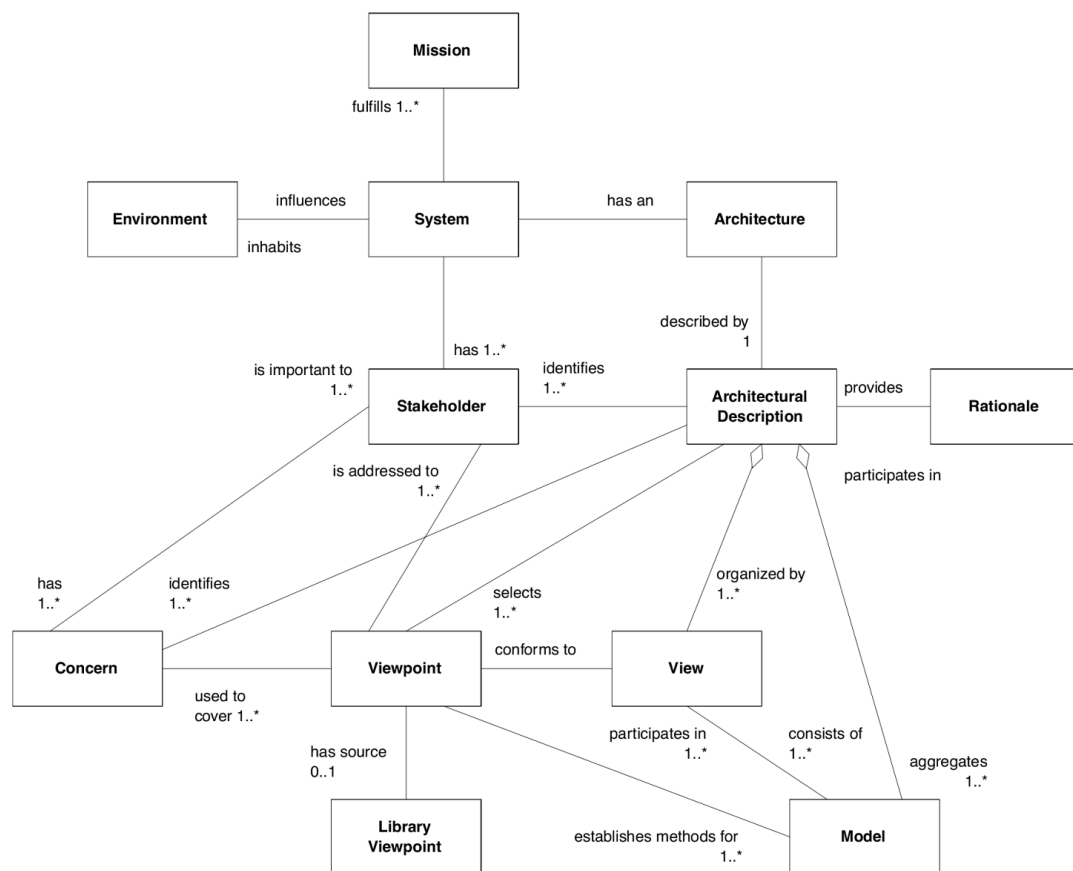 Mission
fulfills 1..*
Environment
influences
inhabits
System
has an
Architecture
has 1..*
described by
1
is important to
1..*
Stakeholder
identifies
1..*
Architectural
Description
provides
Rationale
is addressed to
1..*
participates in
has
1..*
identifies
1..*
selects
1..*
organized by
1..*
Concern
Viewpoint
conforms to
View
used to
cover 1..*
has source
0..1
participates in
1..*
consists of
1..*
aggregates
1..*
Library
Viewpoint
establishes methods for
1..*
Model